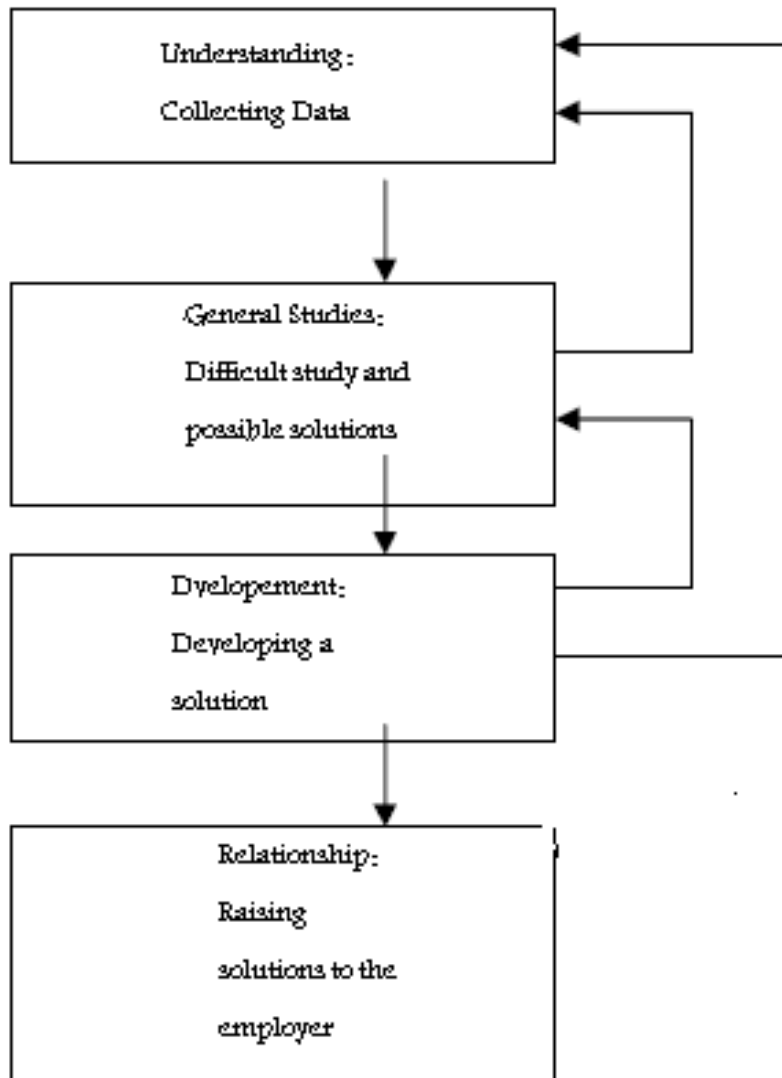 Understanding:
Collecting Data
General Studies:
Difficult study and
possible solutions
Dvelopement:
Developing a
solution
Relationship:
Raising
solutions to the
employer